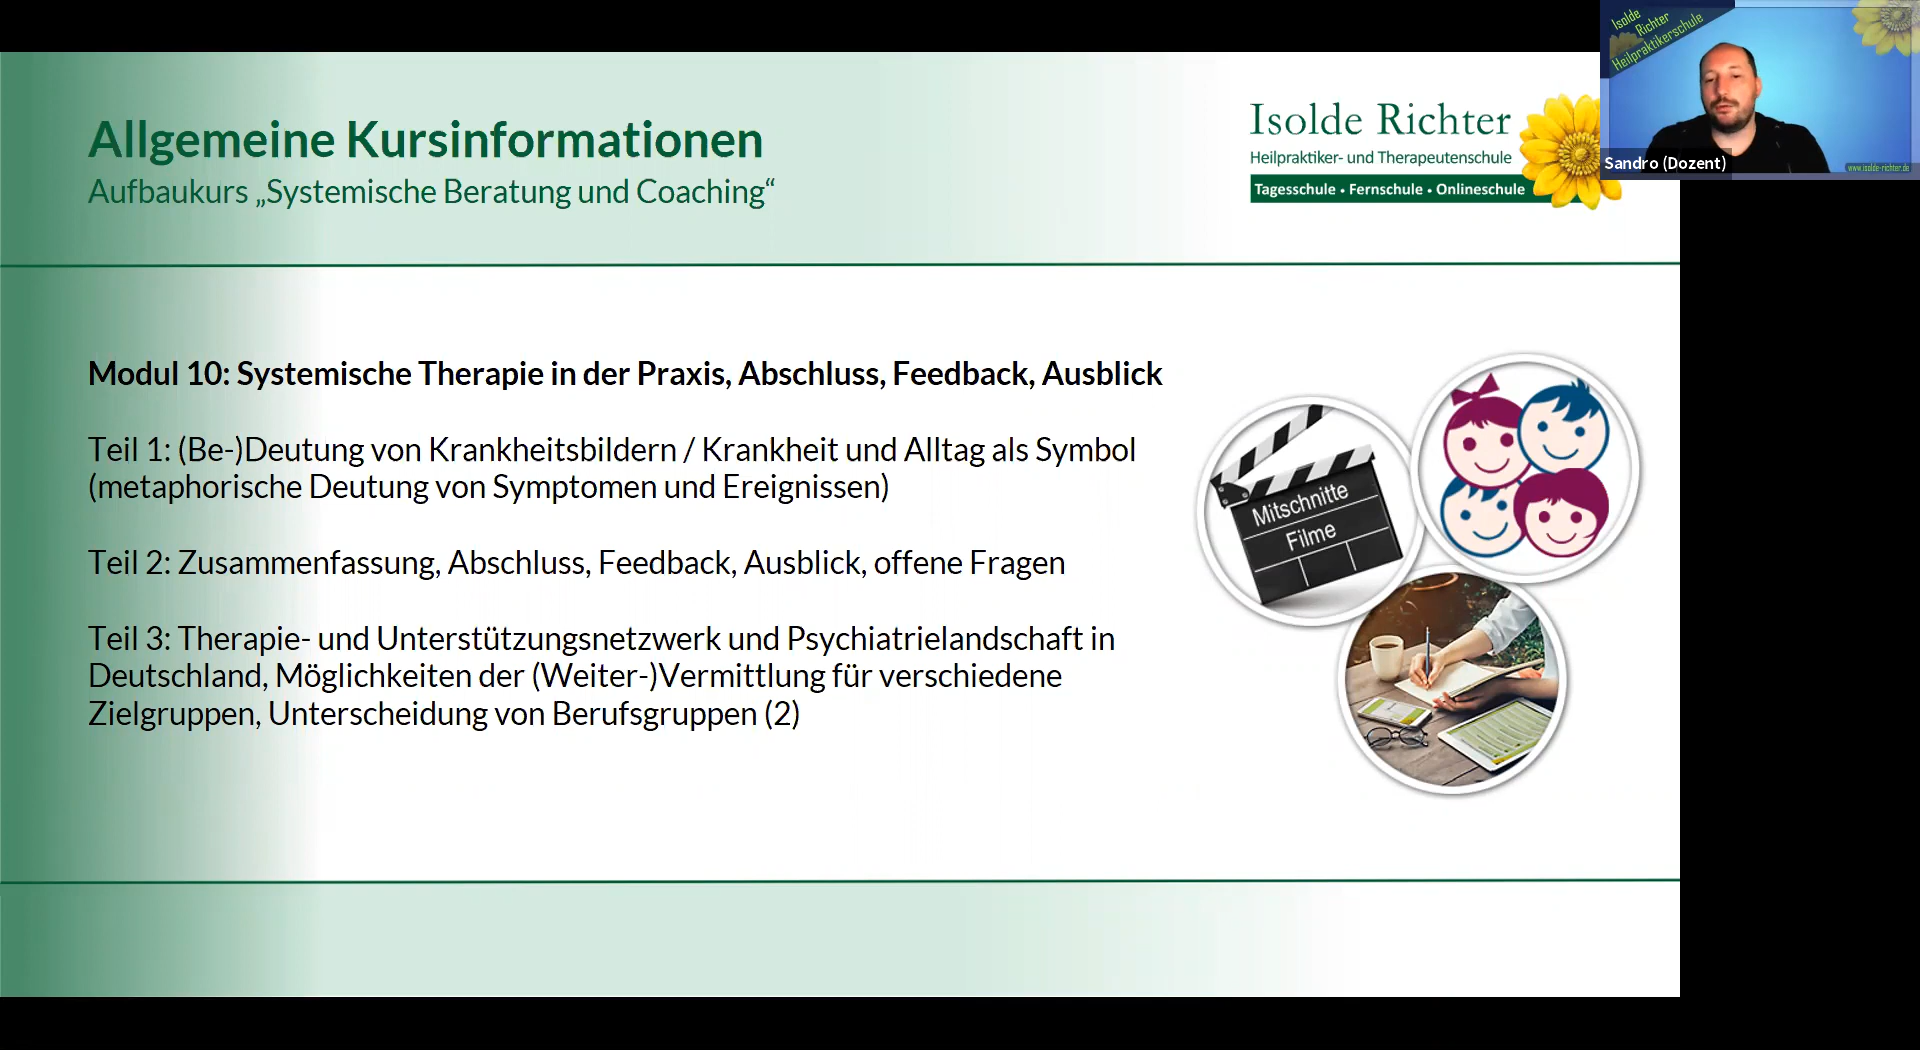 Allgemeine Kursinformationen
Aufbaukurs „Systemische Beratung und Coaching“
Isolde Richter
Heilpraktiker- und Therapeutenschule
Tagesschule • Fernschule • Onlineschule
Isolde
Richter
Heilpraktikerschule
Sandro (Dozent)
www.isolde-richter.de
Modul 10: Systemische Therapie in der Praxis, Abschluss, Feedback, Ausblick
Teil 1: (Be-)Deutung von Krankheitsbildern / Krankheit und Alltag als Symbol
(metaphorische Deutung von Symptomen und Ereignissen)
Teil 2: Zusammenfassung, Abschluss, Feedback, Ausblick, offene Fragen
Teil 3: Therapie- und Unterstützungsnetzwerk und Psychiatrielandschaft in
Deutschland, Möglichkeiten der (Weiter-)Vermittlung für verschiedene
Zielgruppen, Unterscheidung von Berufsgruppen (2)
Mitschnitte
Filme